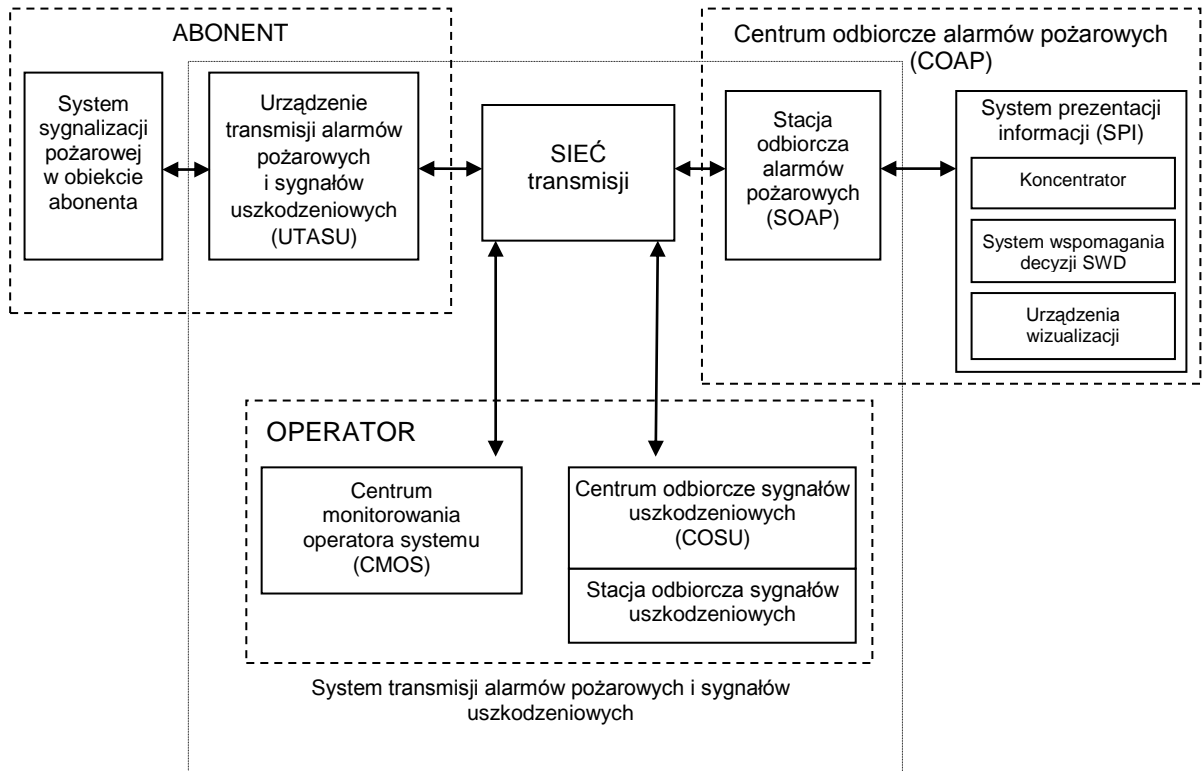 ABONENT
System
sygnalizacji
pożarowej
w obiekcie
abonenta
Urządzenie
transmisji alarmów
pożarowych
i sygnałów
uszkodzeniowych
(UTASU)
SIEĆ
transmisji
Centrum odbiorcze alarmów pożarowych
(COAP)
Stacja
odbiorcza
alarmów
pożarowych
(SOAP)
System prezentacji
informacji (SPI)
Koncentrator
System wspomagania
decyzji SWD
Urządzenia
wizualizacji
OPERATOR
Centrum
monitorowania
operatora systemu
(CMOS)
Centrum odbiorcze sygnałów
uszkodzeniowych
(COSU)
Stacja odbiorcza sygnałów
uszkodzeniowych
System transmisji alarmów pożarowych i sygnałów
uszkodzeniowych